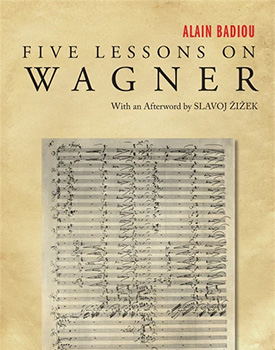 ALAIN BADIOU
FIVE LESSONS ON
WAGNER
With an Afterword by SLAVOJ ŽIŽEK